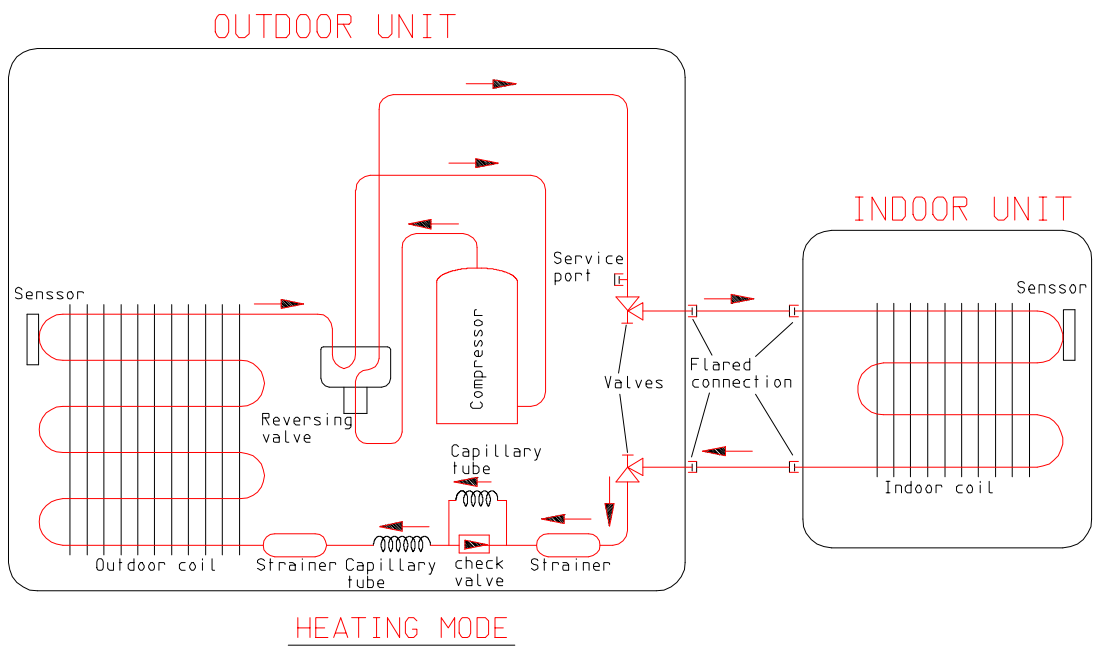 OUTDOOR UNIT
INDOOR UNIT
Service
port
Senssor
Senssor
Compressor
Valves
Flared
connection
Reversing
valve
Capillary
tube
Indoor coil
Outdoor coil
Strainer
Capillary
tube
check
valve
Strainer
HEATING MODE